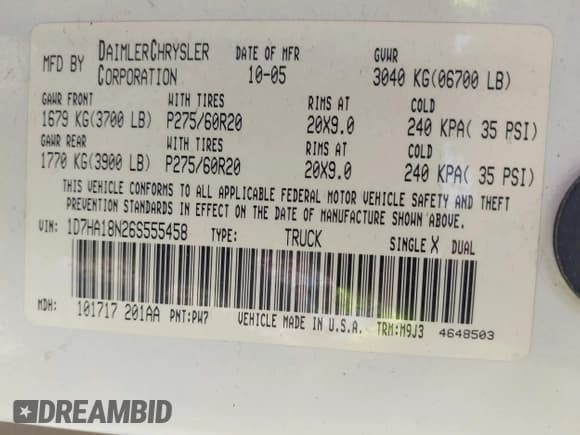 MFD BY DAIMLERCHRYSLER CORPORATION DATE OF MFR 10-05 GVWR 3040 KG(06700 LB)
GAWR FRONT WITH TIRES RIMS AT COLD
1679 KG(3700 LB) P275/60R20 20X9.0 240 KPA( 35 PSI)
GAWR REAR WITH TIRES RIMS AT COLD
1770 KG(3900 LB) P275/60R20 20X9.0 240 KPA( 35 PSI)
THIS VEHICLE CONFORMS TO ALL APPLICABLE FEDERAL MOTOR VEHICLE SAFETY AND THEFT
PREVENTION STANDARDS IN EFFECT ON THE DATE OF MANUFACTURE SHOWN ABOVE.
VIN: 1D7HA18N26S555458 TYPE: TRUCK SINGLE X DUAL
MDH: 101717 201AA PNT:PW7 VEHICLE MADE IN U.S.A. TRM:M9J3 4648503
DREAMBID